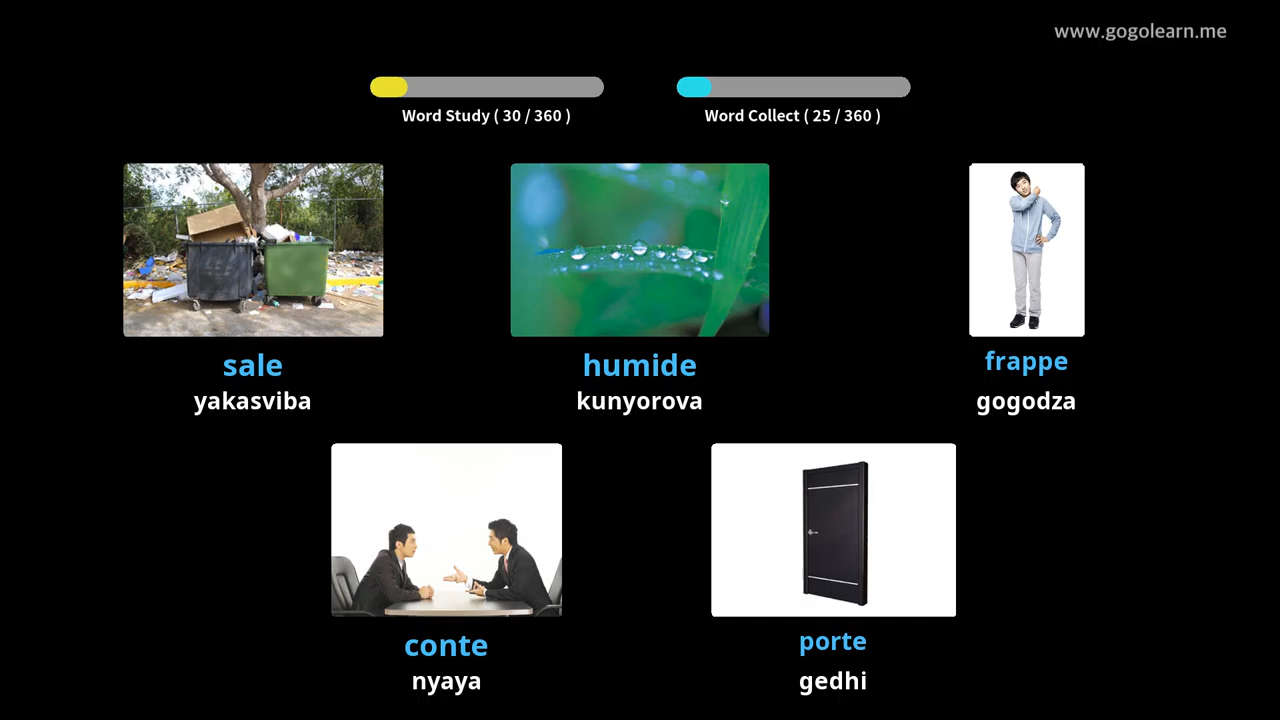 www.gogolearn.me
Word Study ( 30 / 360 )
Word Collect ( 25 / 360 )
sale
yakasviba
humide
kunyorova
frappe
gogodza
conte
nyaya
porte
gedhi